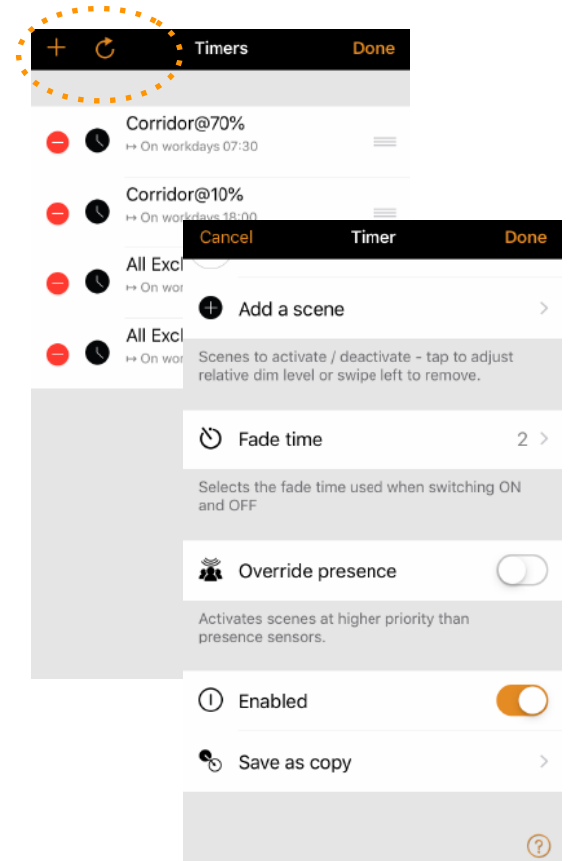 Timers
Done
Corridor@70%
↦ On workdays 07:30
Corridor@10%
↦ On workdays 18:00
All Excl
↦ On wor
All Excl
↦ On wor
Cancel
Timer
Done
Add a scene
Scenes to activate / deactivate - tap to adjust
relative dim level or swipe left to remove.
Fade time
2
Selects the fade time used when switching ON
and OFF
Override presence
Activates scenes at higher priority than
presence sensors.
Enabled
Save as copy
?